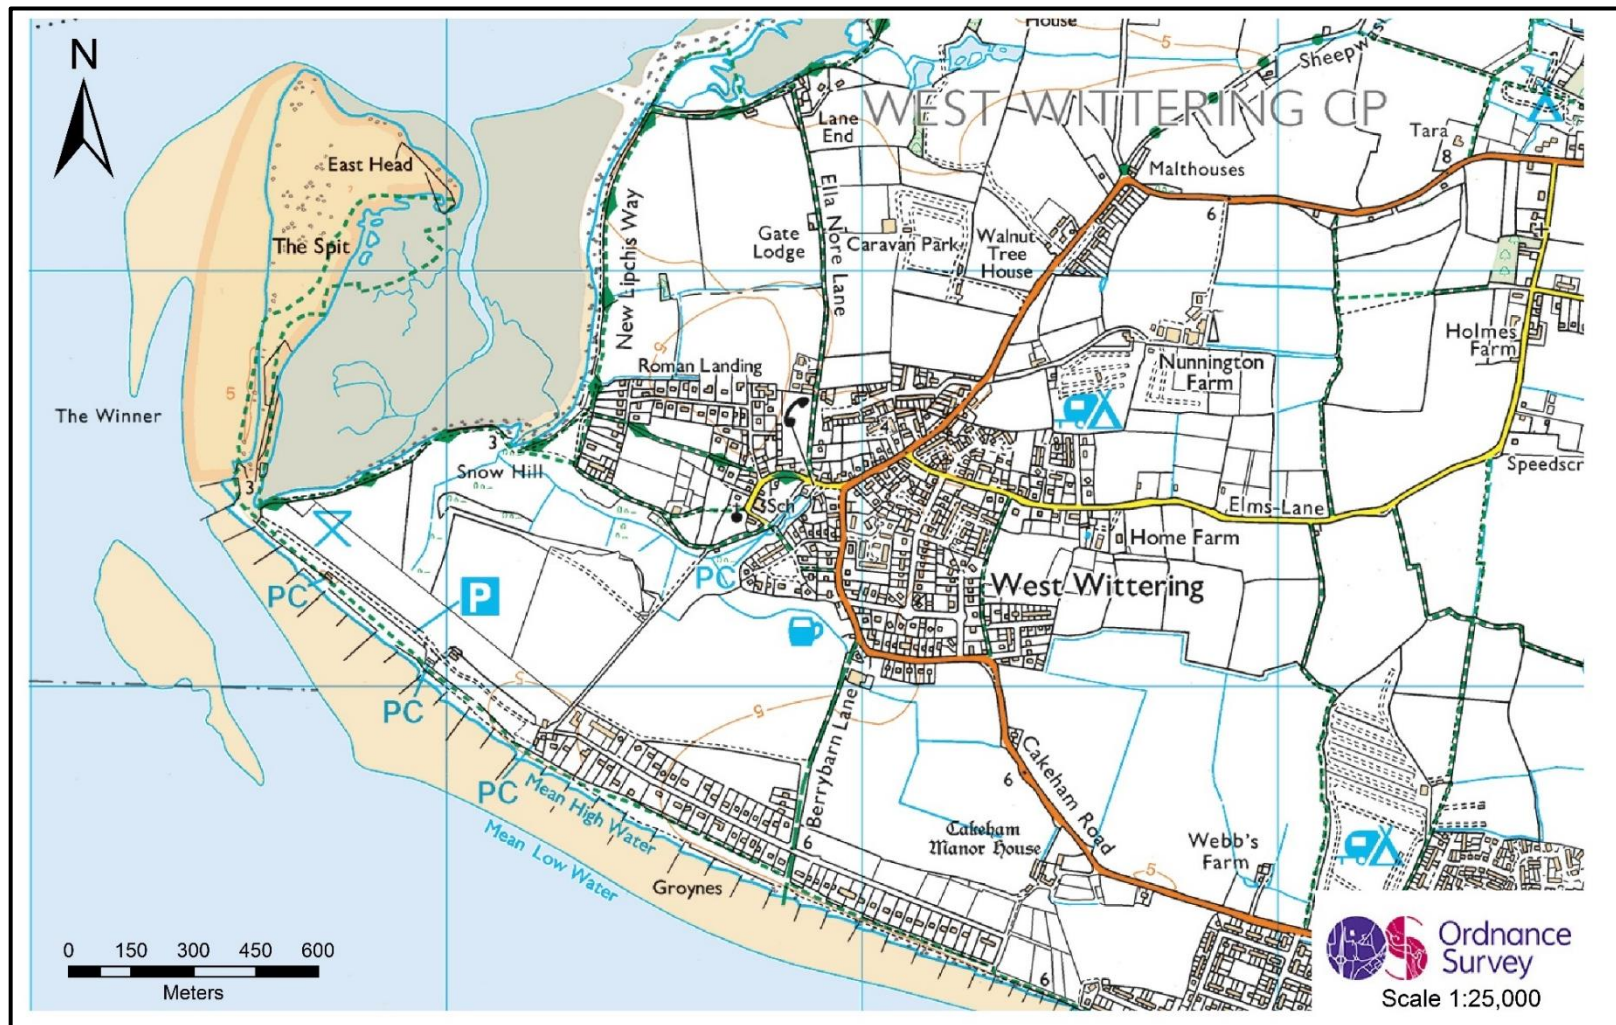 N
House
5
Sheepwas
WEST WITTERING CP
Lane
End
Tara
8
East Head
New Lipchis Way
Ella Nore Lane
Malthouses
6
The Spit
Gate
Lodge
Caravan Park
Walnut
Tree
House
5
Holmes
Farm
Roman Landing
Nunnington
Farm
5
The Winner
3
Snow Hill
Speedscr
3
Sch
Elms Lane
Home Farm
PC
PC
P
West Wittering
PC
5
5
Berrybarn Lane
Cakeham Road
6
PC
Mean High Water
Mean Low Water
6
Cakeham
Manor House
Webb's
Farm
Groynes
5
6
0 150 300 450 600
Meters
Ordnance
Survey
Scale 1:25,000